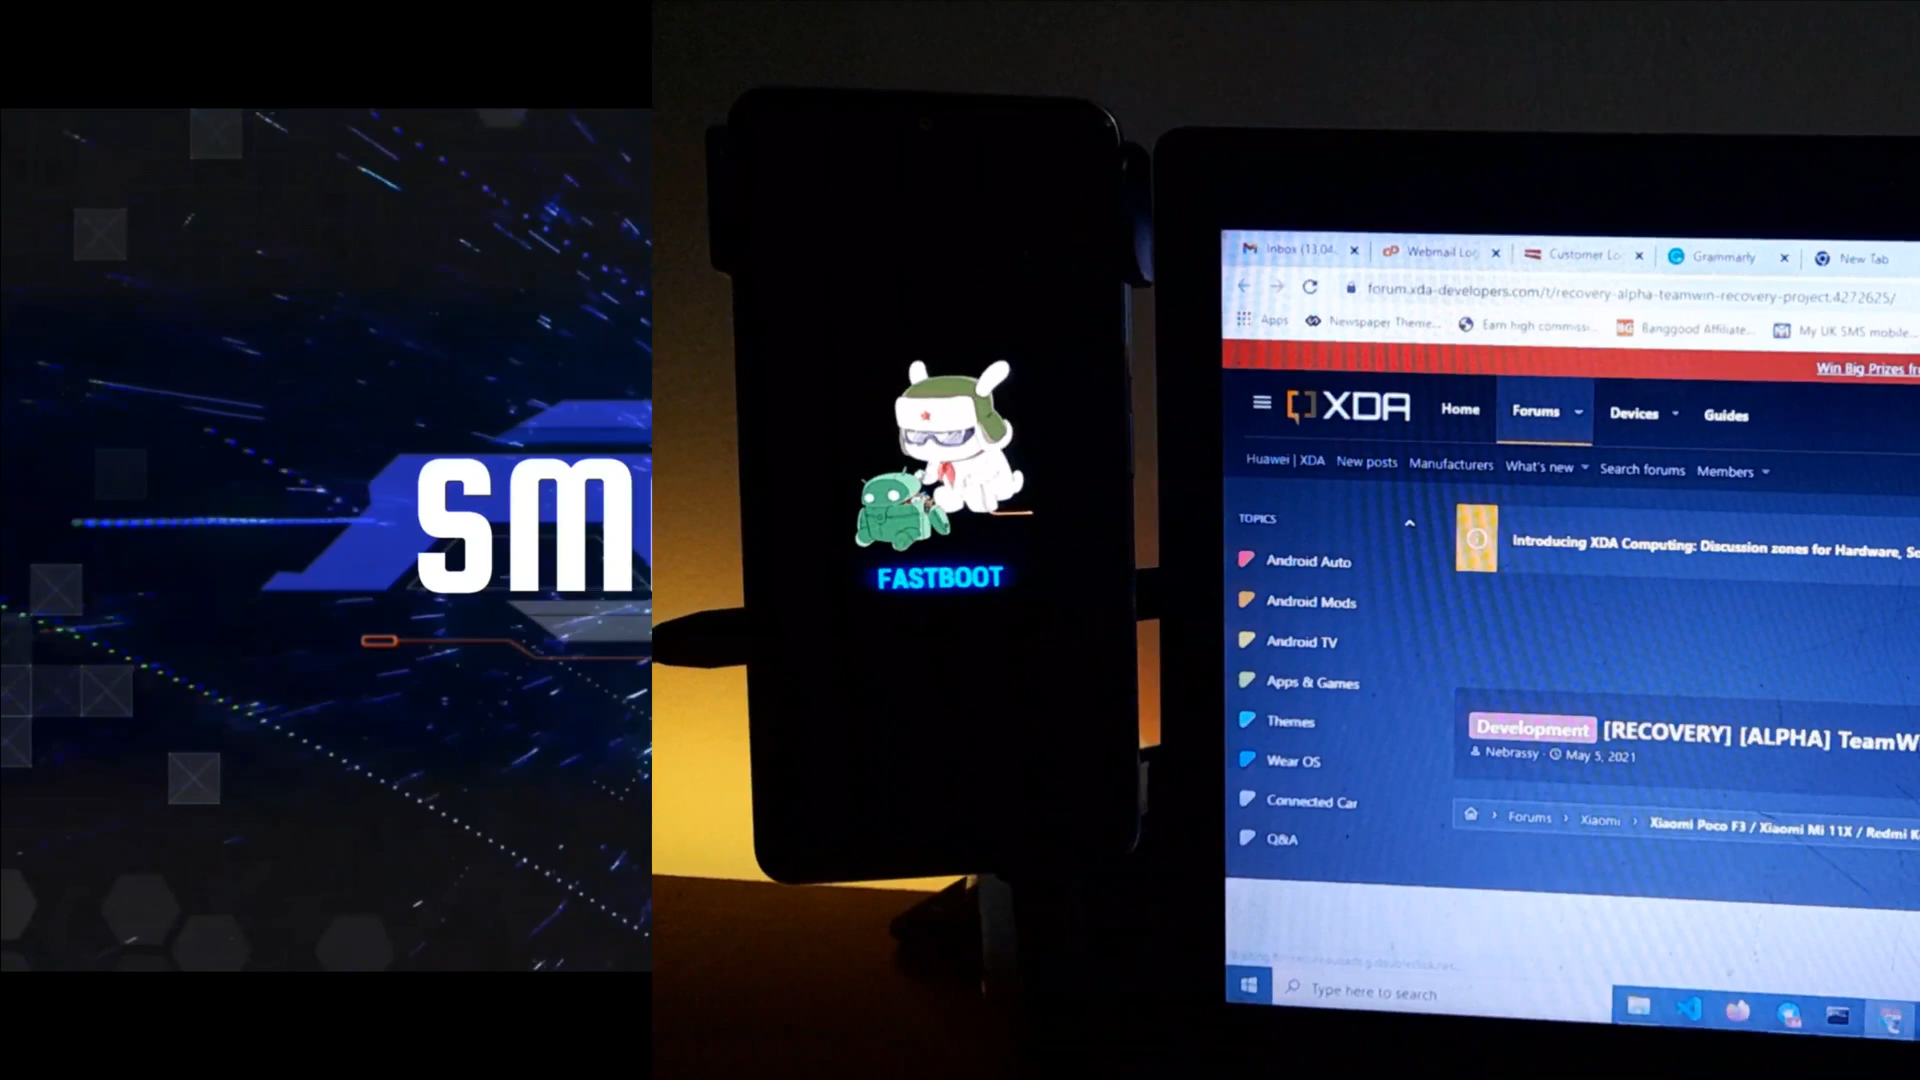 SM
FASTBOOT
Inbox (13,04
Webmail Log
Customer Lo
Grammarly
New Tab
forum.xda-developers.com/t/recovery-alpha-teamwin-recovery-project.4272625/
Apps
Newspaper Theme...
Earn high commissi...
BG
Banggood Affiliate...
My UK SMS mobile...
Win Big Prizes fr
XDA
Home
Forums
Devices
Guides
Huawei | XDA
New posts
Manufacturers
What's new
Search forums
Members
TOPICS
Introducing XDA Computing: Discussion zones for Hardware, So
Android Auto
Android Mods
Android TV
Apps & Games
Themes
Wear OS
Connected Car
Q&A
Development [RECOVERY] [ALPHA] TeamW
Nebrassy · May 5, 2021
Forums > Xiaomi > Xiaomi Poco F3 / Xiaomi Mi 11X / Redmi K
Type here to search